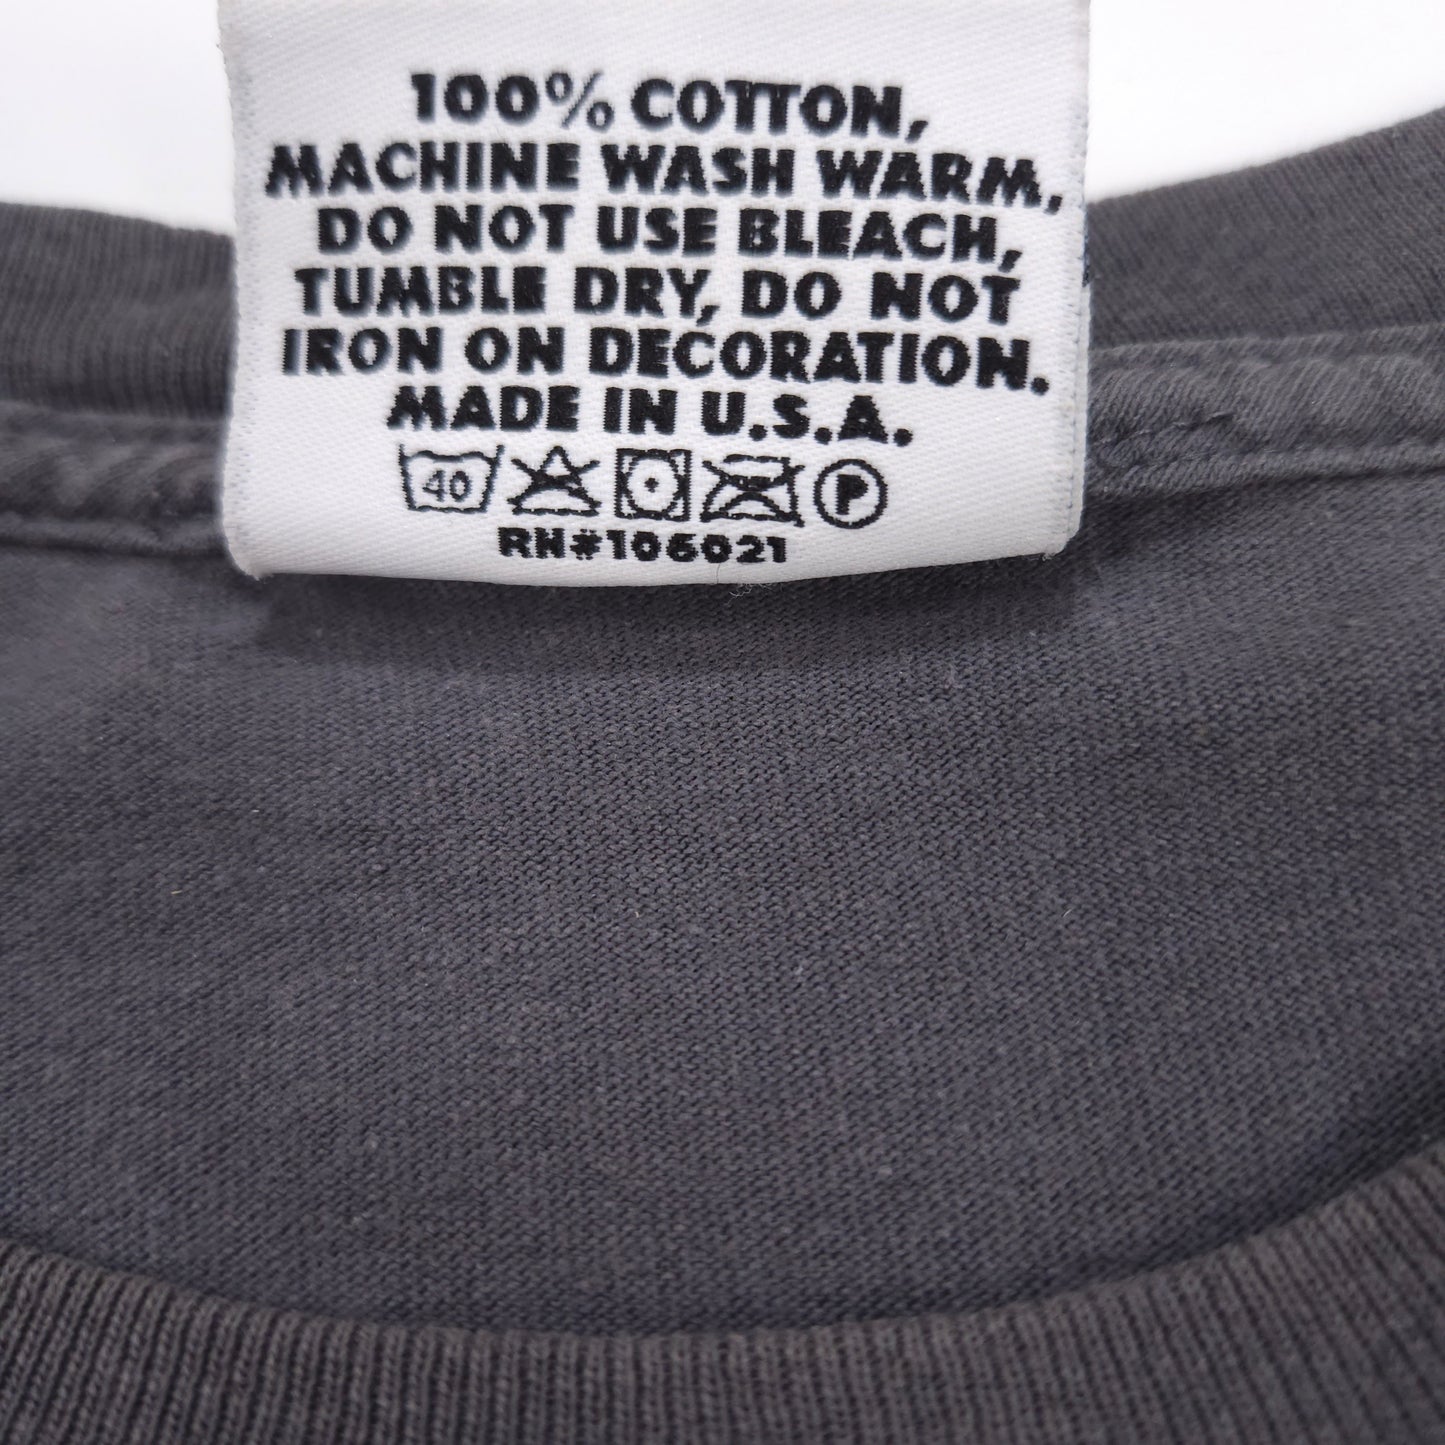 100% COTTON,
MACHINE WASH WARM,
DO NOT USE BLEACH,
TUMBLE DRY, DO NOT
IRON ON DECORATION.
MADE IN U.S.A.
40 P
RN#106021